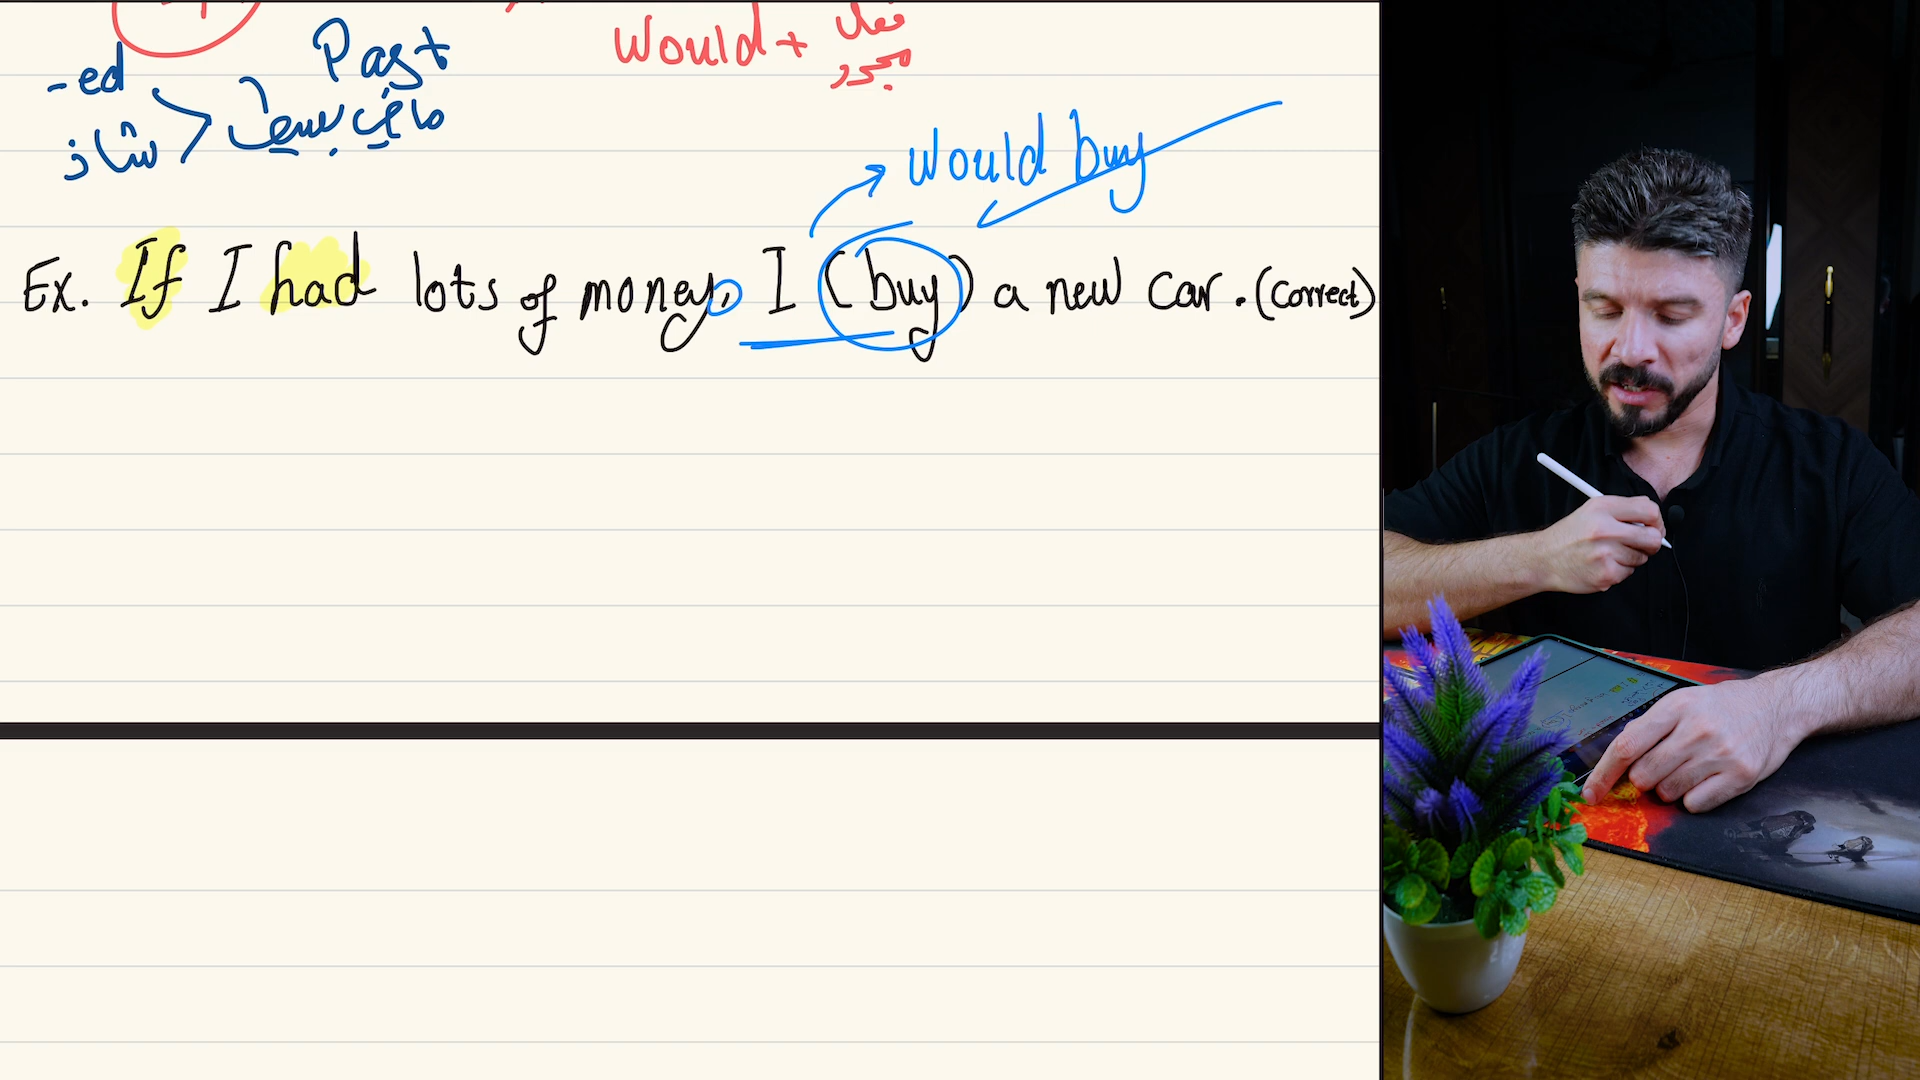 Would + فعل
مجرد
-ed Past
شاذ ماضي بسيط
would buy
Ex. If I had lots of money, I (buy) a new car. (correct)